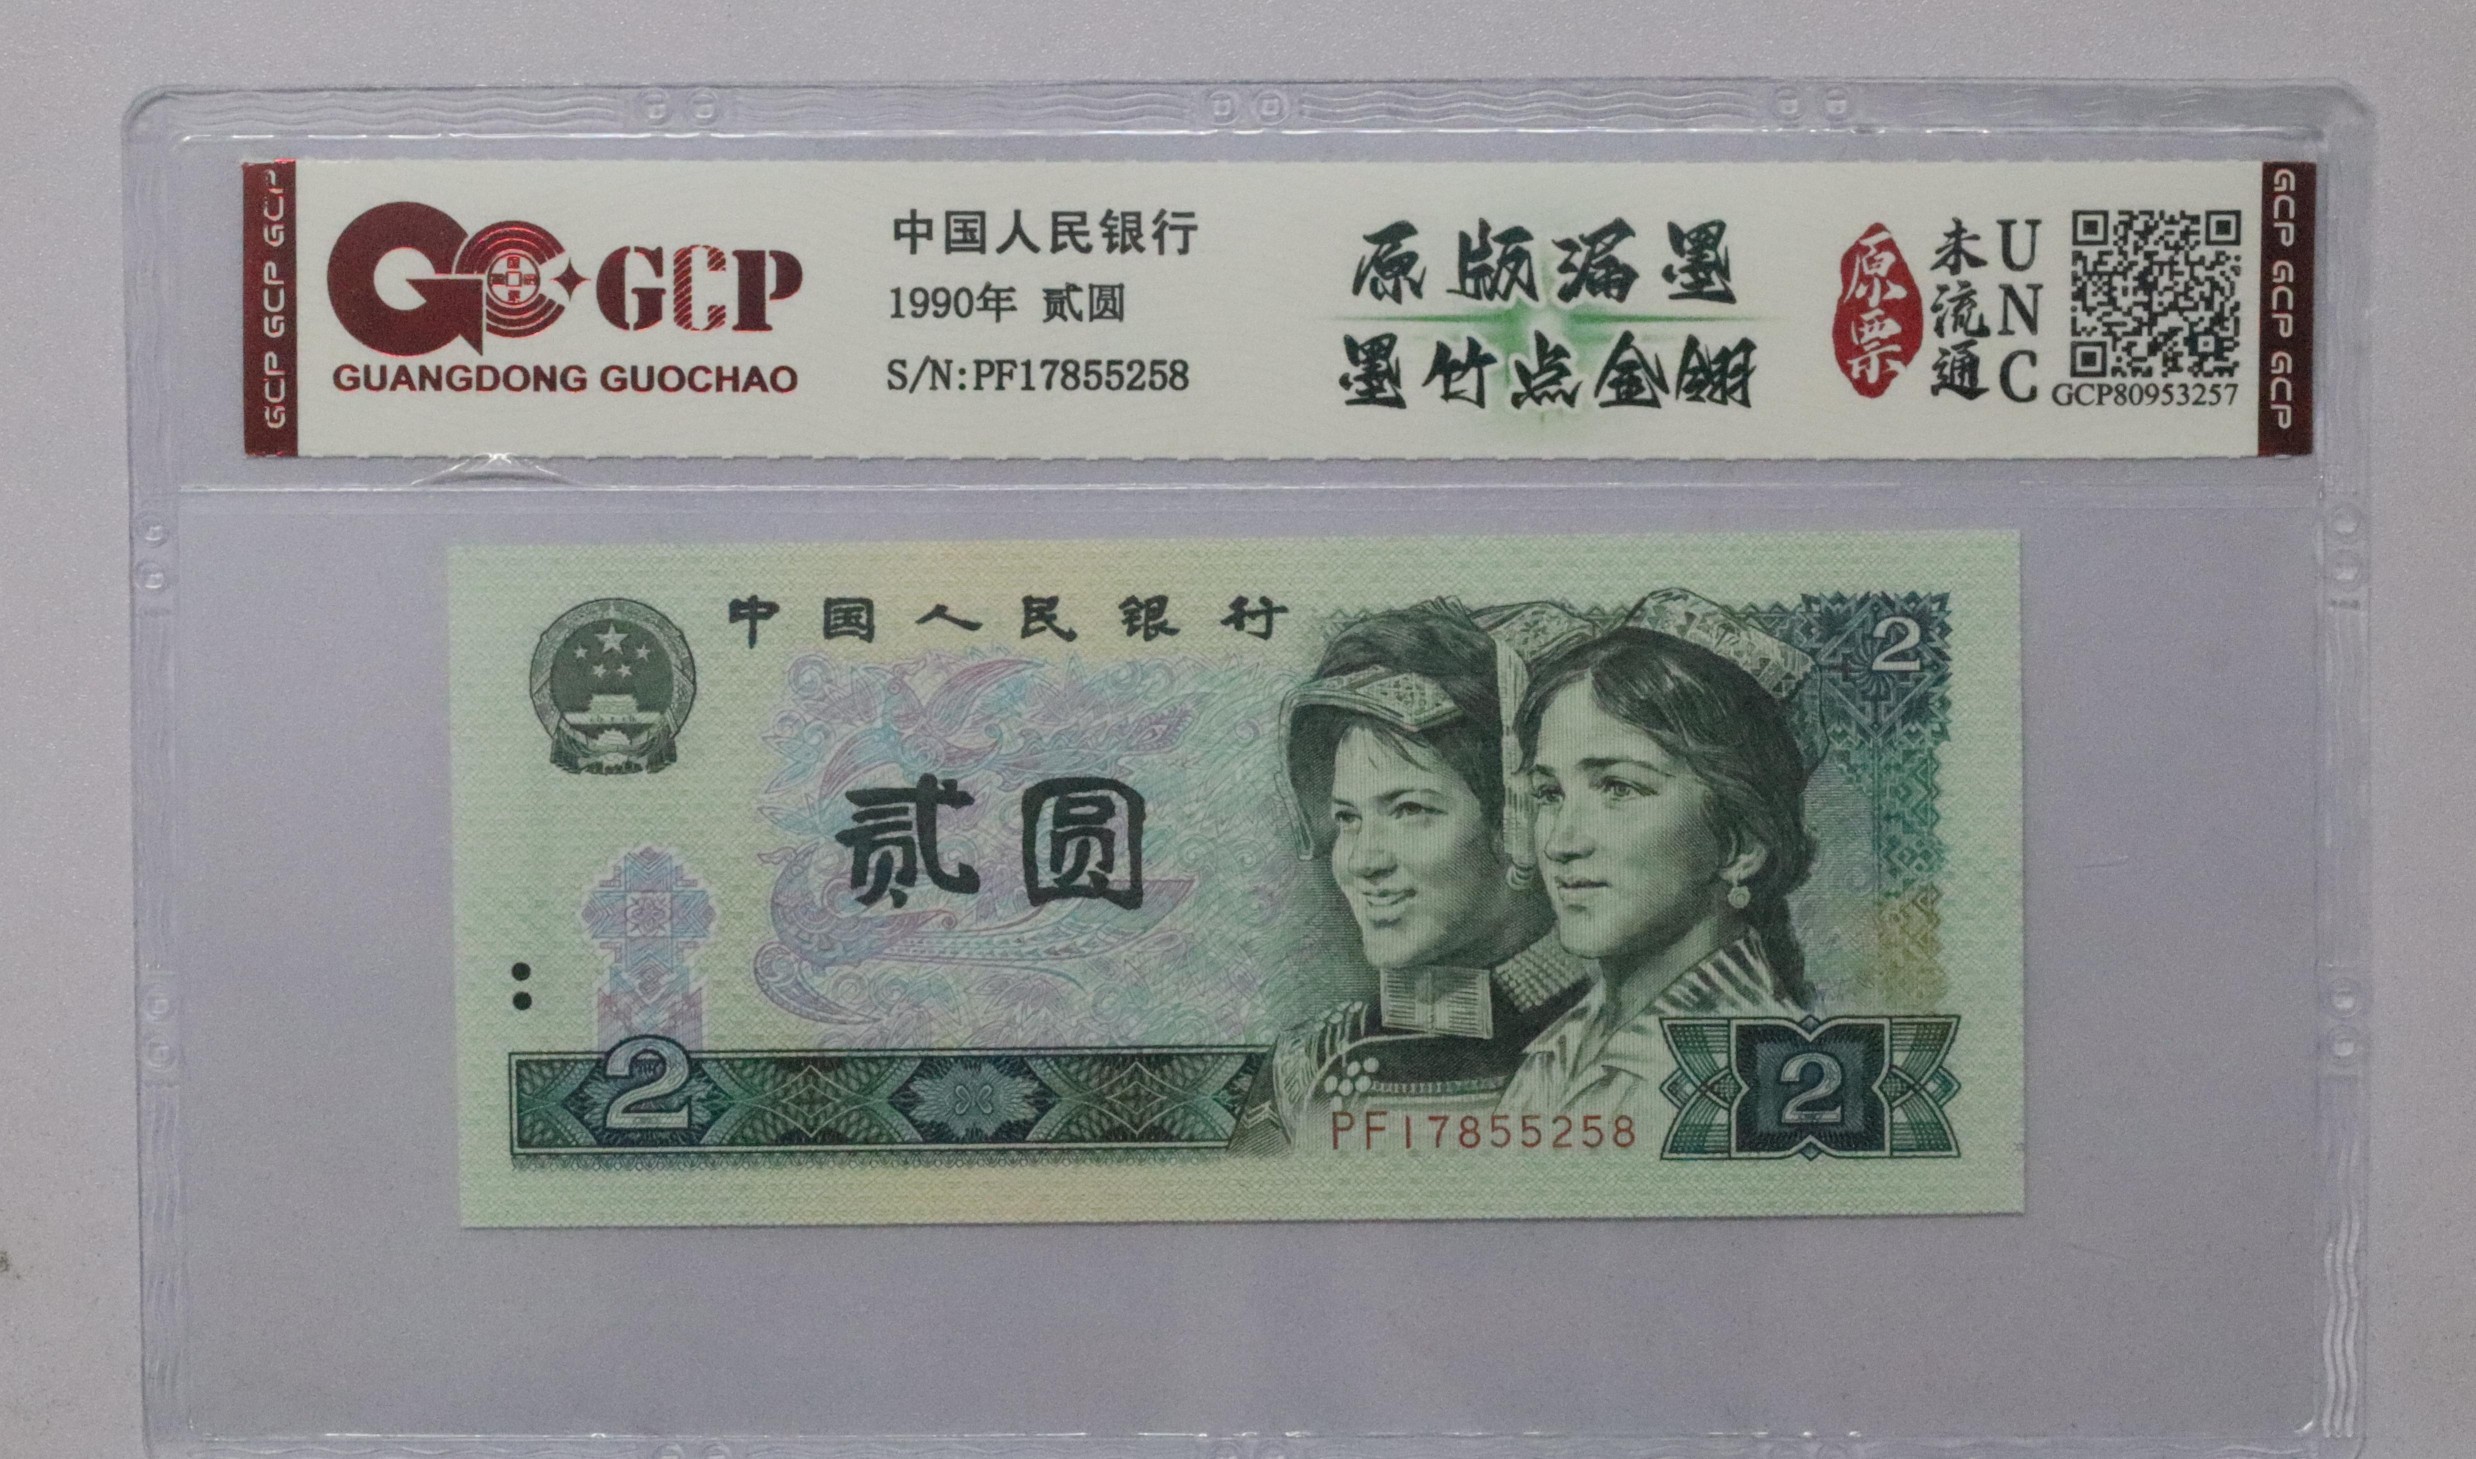 GCP GCP GCP
GCP
GUANGDONG GUOCHAO
中国人民银行
1990年 贰圆
S/N:PF17855258
原版漏墨
墨竹点金翎
原票
未流通
UNC
GCP80953257
GCP GCP GCP
中国人民银行
2
贰圆
2
PF17855258
2